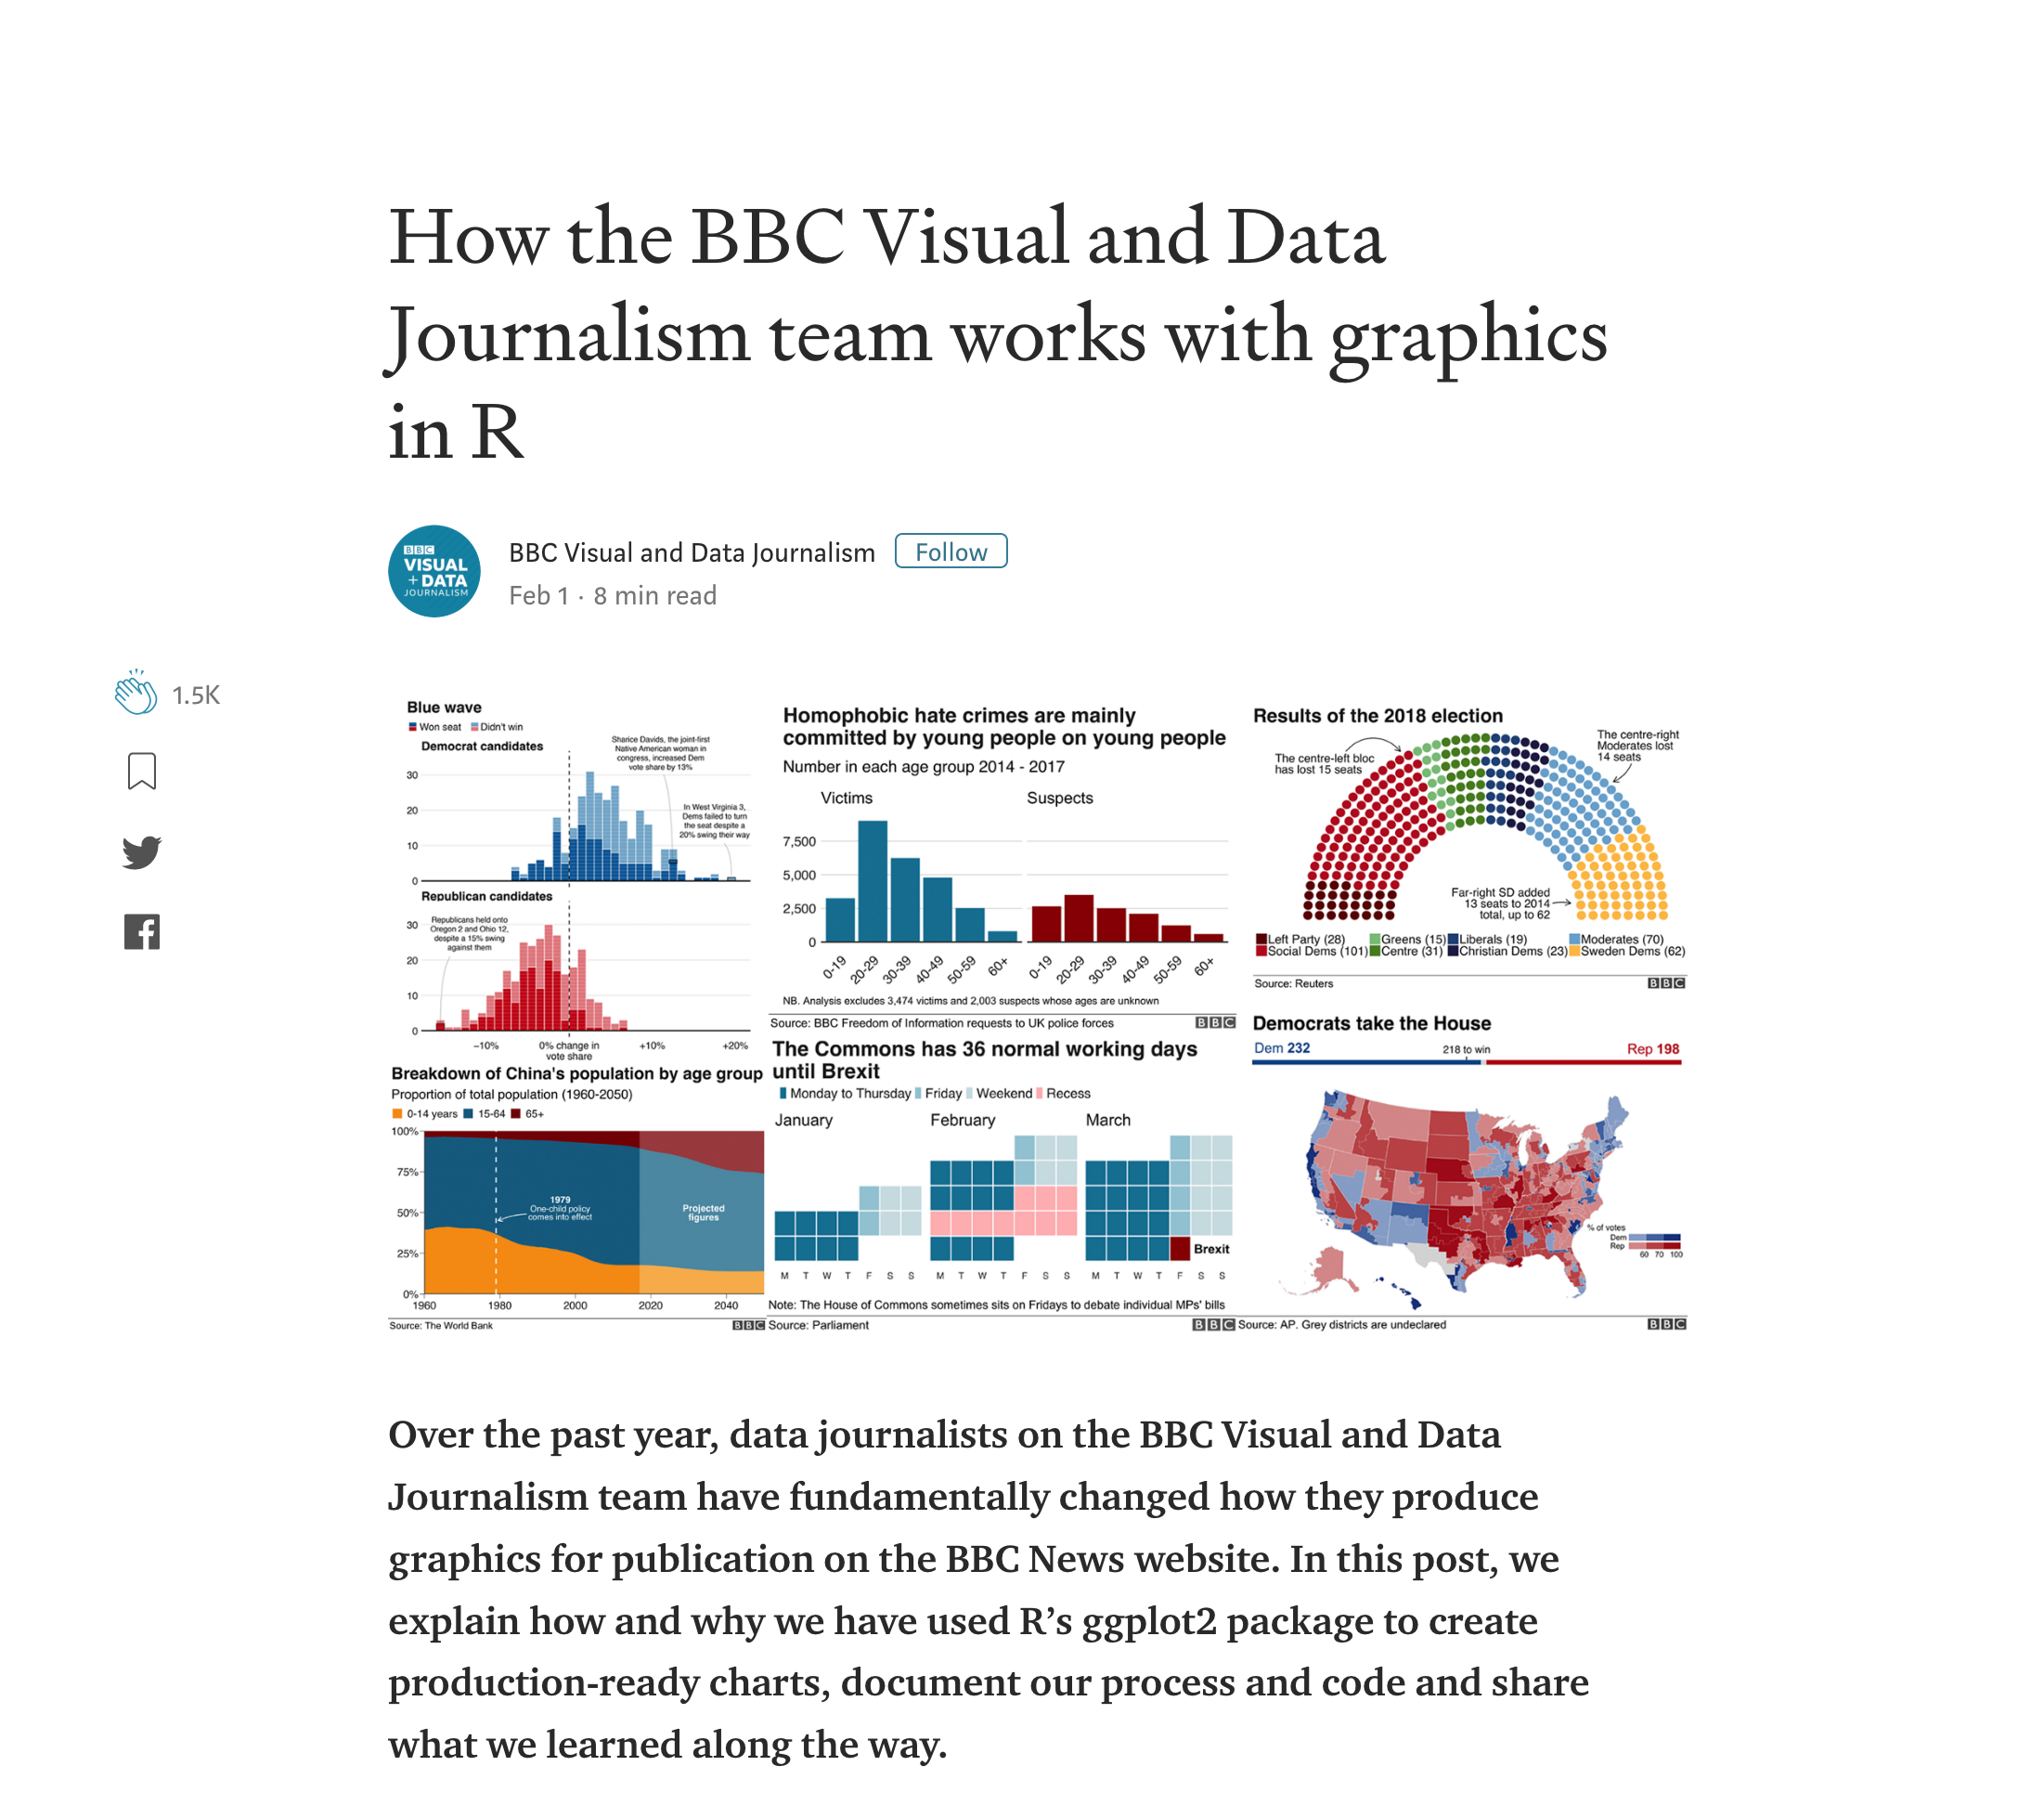 How the BBC Visual and Data
Journalism team works with graphics
in R
BBC
VISUAL
+ DATA
JOURNALISM
BBC Visual and Data Journalism
Follow
Feb 1 · 8 min read
1.5K
Blue wave
Won seat Didn't win
Democrat candidates
Sharice Davids, the joint-first
Native American woman in
congress, increased Dem
vote share by 13%
In West Virginia 3,
Dems failed to turn
the seat despite a
20% swing their way
30
20
10
0
Republican candidates
Republicans held onto
Oregon 2 and Ohio 12,
despite a 15% swing
against them
30
20
10
0
−10%
0% change in
vote share
+10%
+20%
Breakdown of China's population by age group
Proportion of total population (1960-2050)
0-14 years 15-64 65+
100%
75%
50%
25%
0%
1979
One-child policy
comes into effect
Projected
figures
1960 1980 2000 2020 2040
Source: The World Bank
BBC
Homophobic hate crimes are mainly
committed by young people on young people
Number in each age group 2014 - 2017
Victims
Suspects
7,500
5,000
2,500
0
0-19 20-29 30-39 40-49 50-59 60+
0-19 20-29 30-39 40-49 50-59 60+
NB. Analysis excludes 3,474 victims and 2,003 suspects whose ages are unknown
Source: BBC Freedom of Information requests to UK police forces
BBC
The Commons has 36 normal working days
until Brexit
Monday to Thursday Friday Weekend Recess
January February March
Brexit
M T W T F S S
M T W T F S S
M T W T F S S
Note: The House of Commons sometimes sits on Fridays to debate individual MPs' bills
Source: Parliament
BBC
Results of the 2018 election
The centre-left bloc
has lost 15 seats
The centre-right
Moderates lost
14 seats
Far-right SD added
13 seats to 2014
total, up to 62
Left Party (28) Greens (15) Liberals (19) Moderates (70)
Social Dems (101) Centre (31) Christian Dems (23) Sweden Dems (62)
Source: Reuters
BBC
Democrats take the House
Dem 232
218 to win
Rep 198
% of votes
Dem
Rep
60 70 100
Source: AP. Grey districts are undeclared
BBC
Over the past year, data journalists on the BBC Visual and Data
Journalism team have fundamentally changed how they produce
graphics for publication on the BBC News website. In this post, we
explain how and why we have used R’s ggplot2 package to create
production-ready charts, document our process and code and share
what we learned along the way.